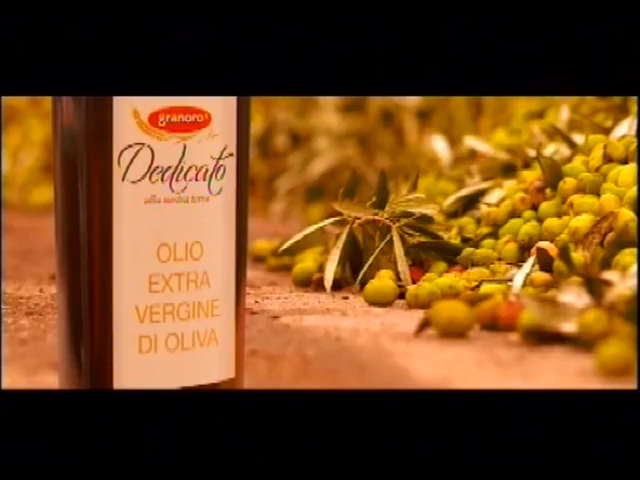 granoro
Dedicato
alla nostra terra
OLIO
EXTRA
VERGINE
DI OLIVA